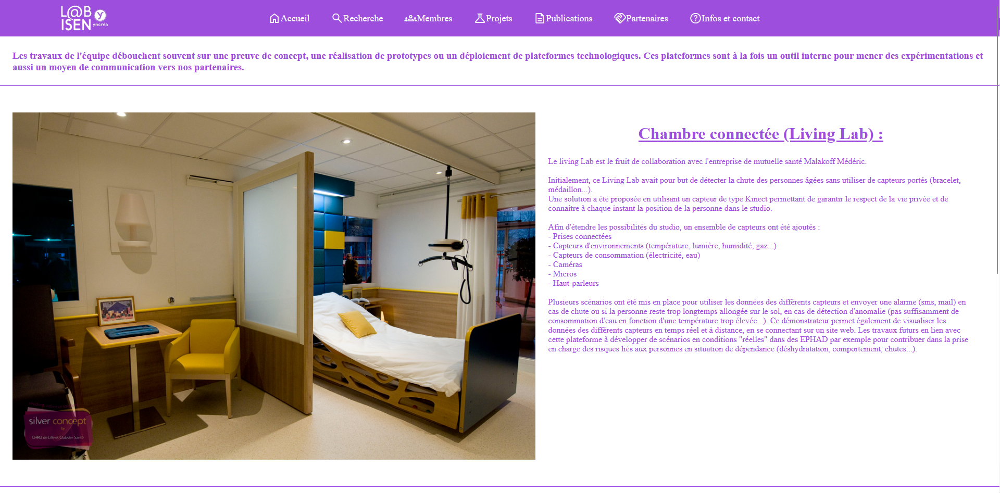 L@B
ISEN
y
yncréa
Accueil
Recherche
Membres
Projets
Publications
Partenaires
Infos et contact
Les travaux de l'équipe débouchent souvent sur une preuve de concept, une réalisation de prototypes ou un déploiement de plateformes technologiques. Ces plateformes sont à la fois un outil interne pour mener des expérimentations et
aussi un moyen de communication vers nos partenaires.
Chambre connectée (Living Lab) :
Le living Lab est le fruit de collaboration avec l'entreprise de mutuelle santé Malakoff Médéric.
Initialement, ce Living Lab avait pour but de détecter la chute des personnes âgées sans utiliser de capteurs portés (bracelet,
médaillon...).
Une solution a été proposée en utilisant un capteur de type Kinect permettant de garantir le respect de la vie privée et de
connaitre à chaque instant la position de la personne dans le studio.
Afin d'étendre les possibilités du studio, un ensemble de capteurs ont été ajoutés :
- Prises connectées
- Capteurs d'environnements (température, lumière, humidité, gaz...)
- Capteurs de consommation (électricité, eau)
- Caméras
- Micros
- Haut-parleurs
Plusieurs scénarios ont été mis en place pour utiliser les données des différents capteurs et envoyer une alarme (sms, mail) en
cas de chute ou si la personne reste trop longtemps allongée sur le sol, en cas de détection d'anomalie (pas suffisamment de
consommation d'eau en fonction d'une température trop élevée...). Ce démonstrateur permet également de visualiser les
données des différents capteurs en temps réel et à distance, en se connectant sur un site web. Les travaux futurs en lien avec
cette plateforme à développer de scénarios en conditions "réelles" dans des EPHAD par exemple pour contribuer dans la prise
en charge des risques liés aux personnes en situation de dépendance (déshydratation, comportement, chutes...).
silver concept
by
CHRU de Lille et Clubster Santé